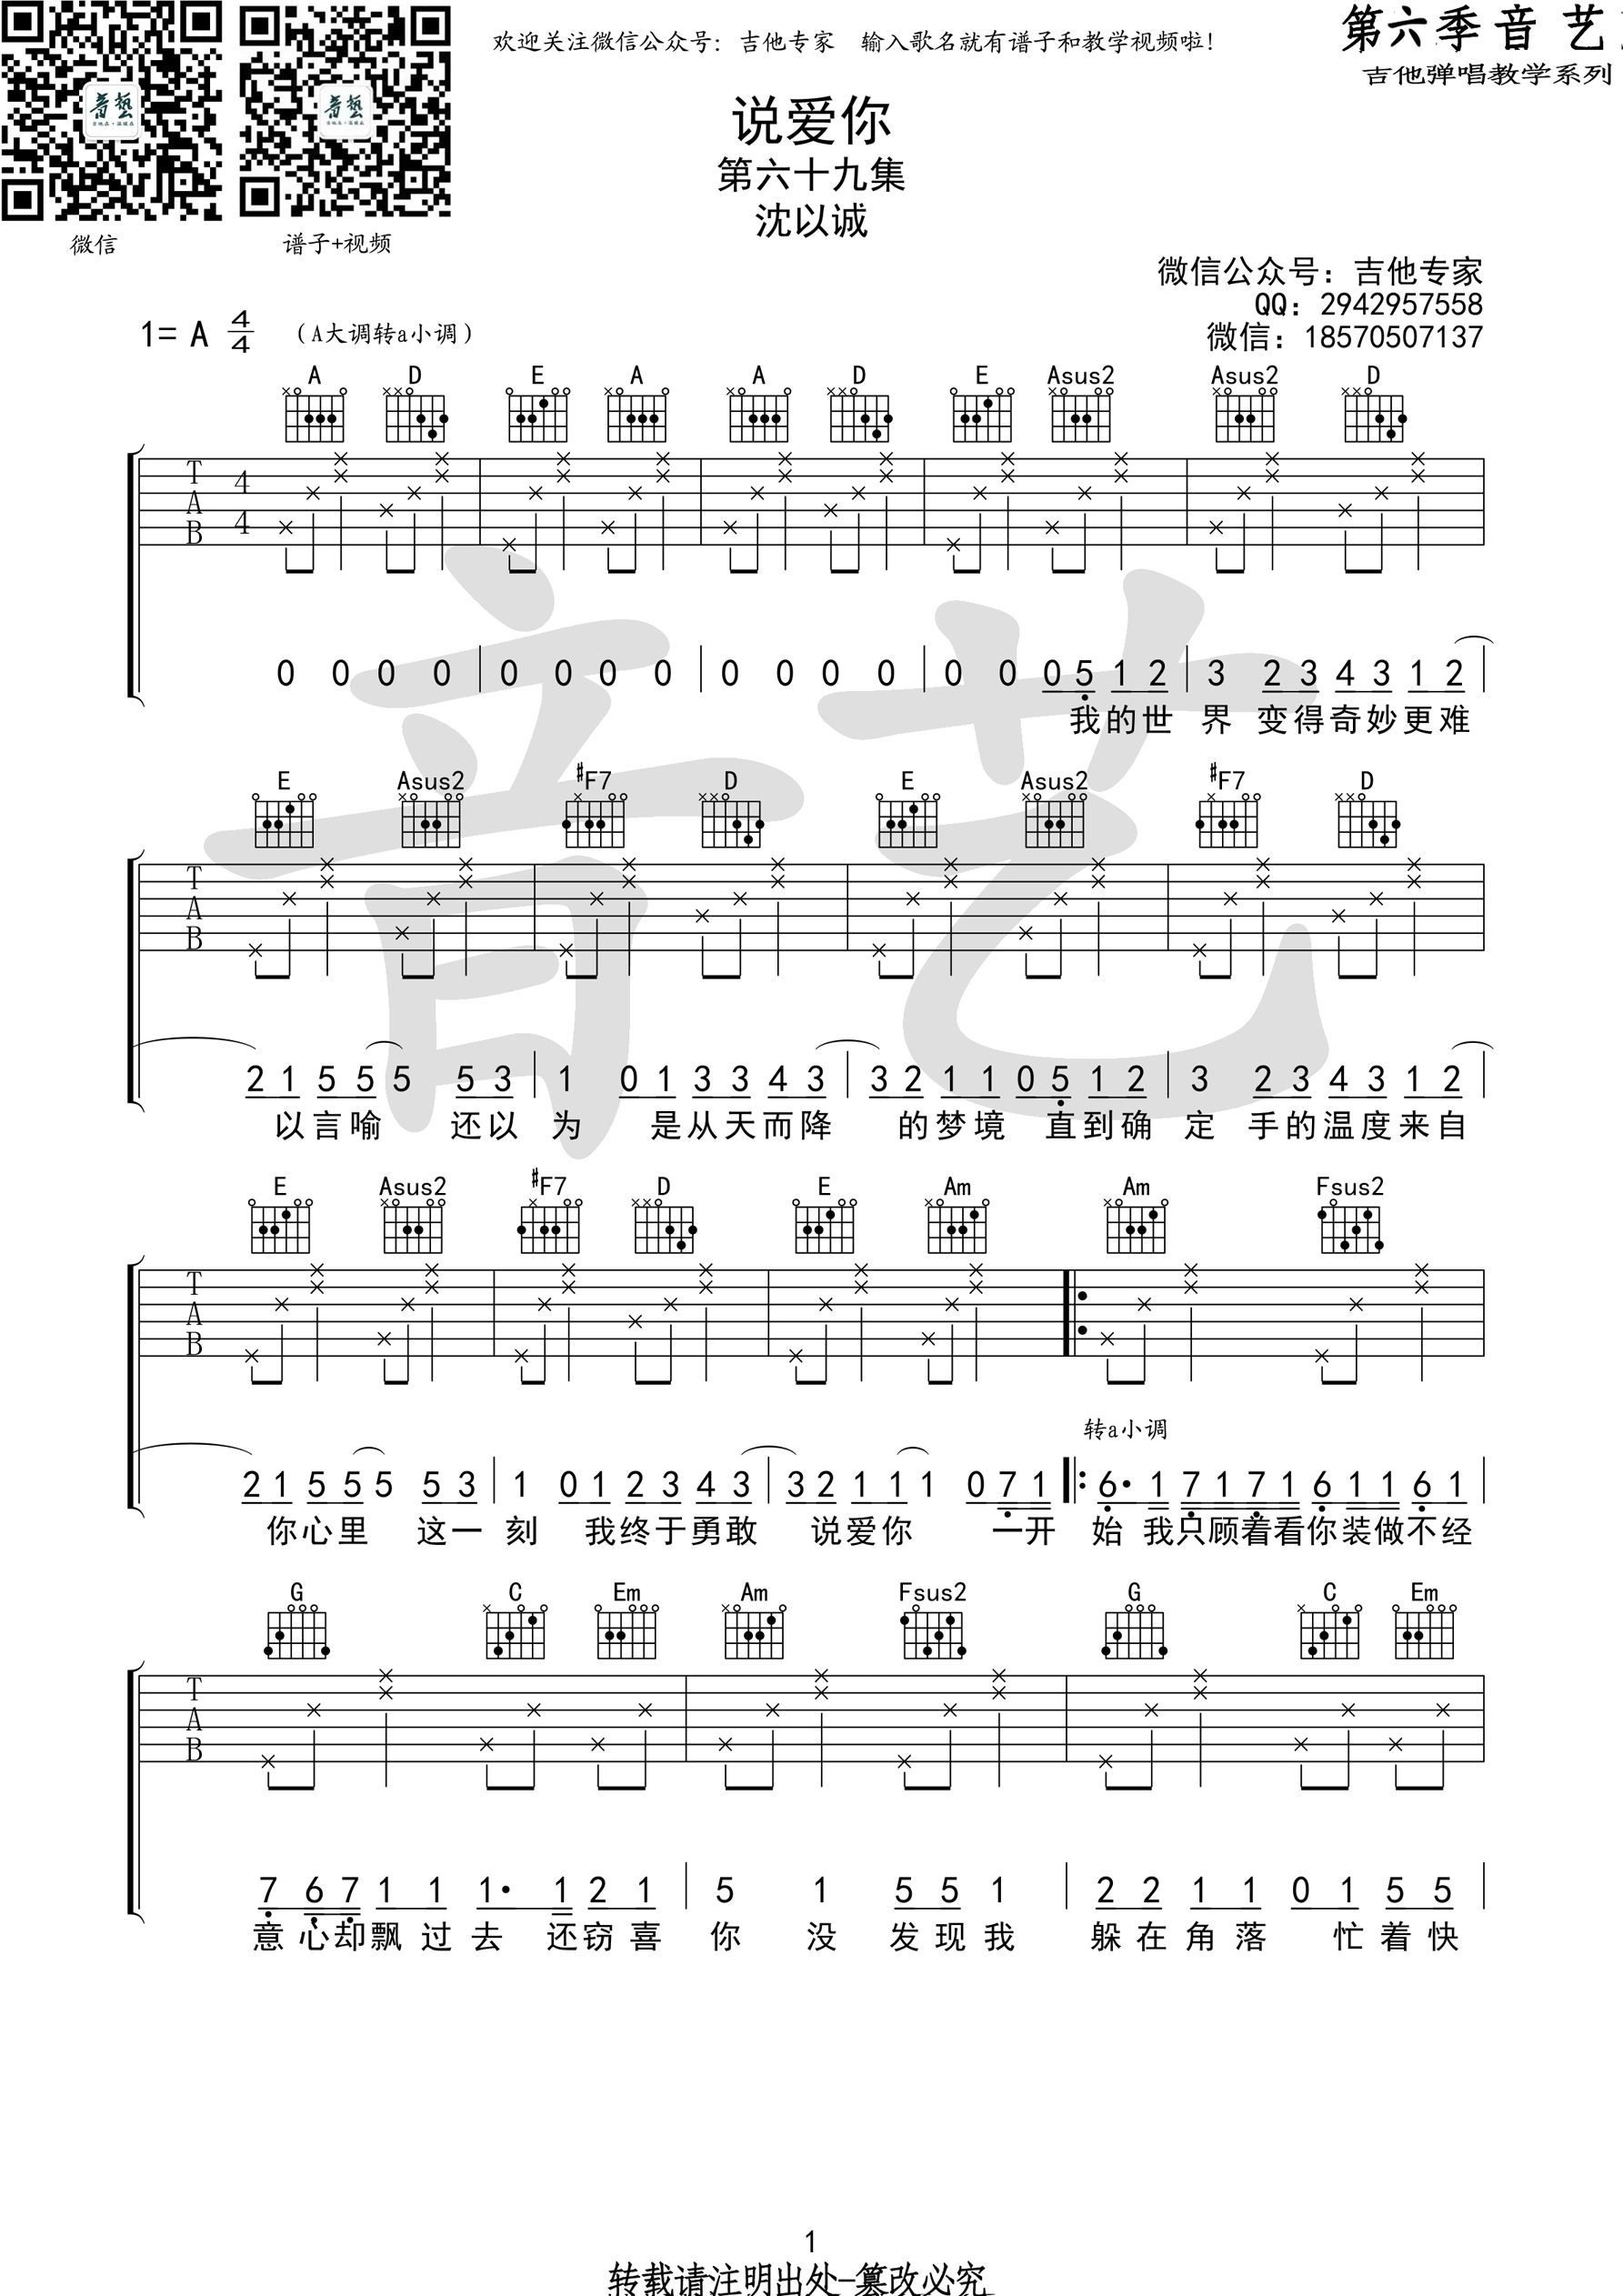 欢迎关注微信公众号：吉他专家 输入歌名就有谱子和教学视频啦！
第六季音艺
吉他弹唱教学系列
音艺
音艺
微信
谱子+视频
说爱你
第六十九集
沈以诚
微信公众号：吉他专家
QQ：2942957558
微信：18570507137
1= A 4/4 （A大调转a小调）
A D E A A D E Asus2 Asus2 D
T A B 4 4
0 0 0 0 | 0 0 0 0 | 0 0 0 0 | 0 0 0 5 1 2 | 3 2 3 4 3 1 2 |
我的世 界 变得奇妙更难
E Asus2 #F7 D E Asus2 #F7 D
T A B
2 1 5 5 5 5 3 | 1 0 1 3 3 4 3 | 3 2 1 1 0 5 1 2 | 3 2 3 4 3 1 2 |
以言喻 还以 为 是从天而降 的梦境 直到确 定 手的温度来自
E Asus2 #F7 D E Am Am Fsus2
T A B
转a小调
2 1 5 5 5 5 3 | 1 0 1 2 3 4 3 | 3 2 1 1 1 0 7 1 |: 6· 1 7 1 7 1 6 1 1 6 1 |
你心里 这一 刻 我终于勇敢 说爱你 一开 始 我只顾着看你装做不经
G C Em Am Fsus2 G C Em
T A B
7 6 7 1 1 1· 1 2 1 | 5 1 5 5 1 | 2 2 1 1 0 1 5 5 |
意 心却飘 过 去 还窃 喜 你 没 发现我 躲在角落 忙着快
1
转载请注明出处-篡改必究